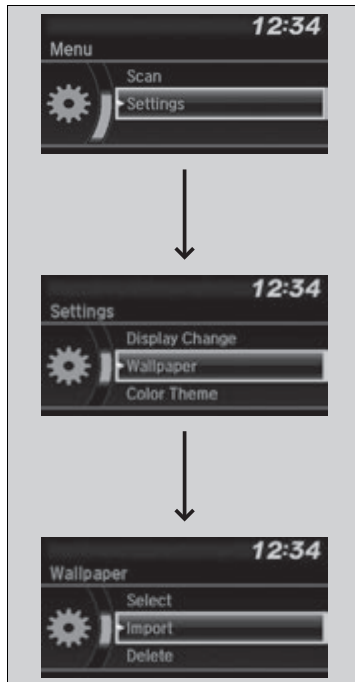 12:34
Menu
Scan
Settings
12:34
Settings
Display Change
Wallpaper
Color Theme
12:34
Wallpaper
Select
Import
Delete